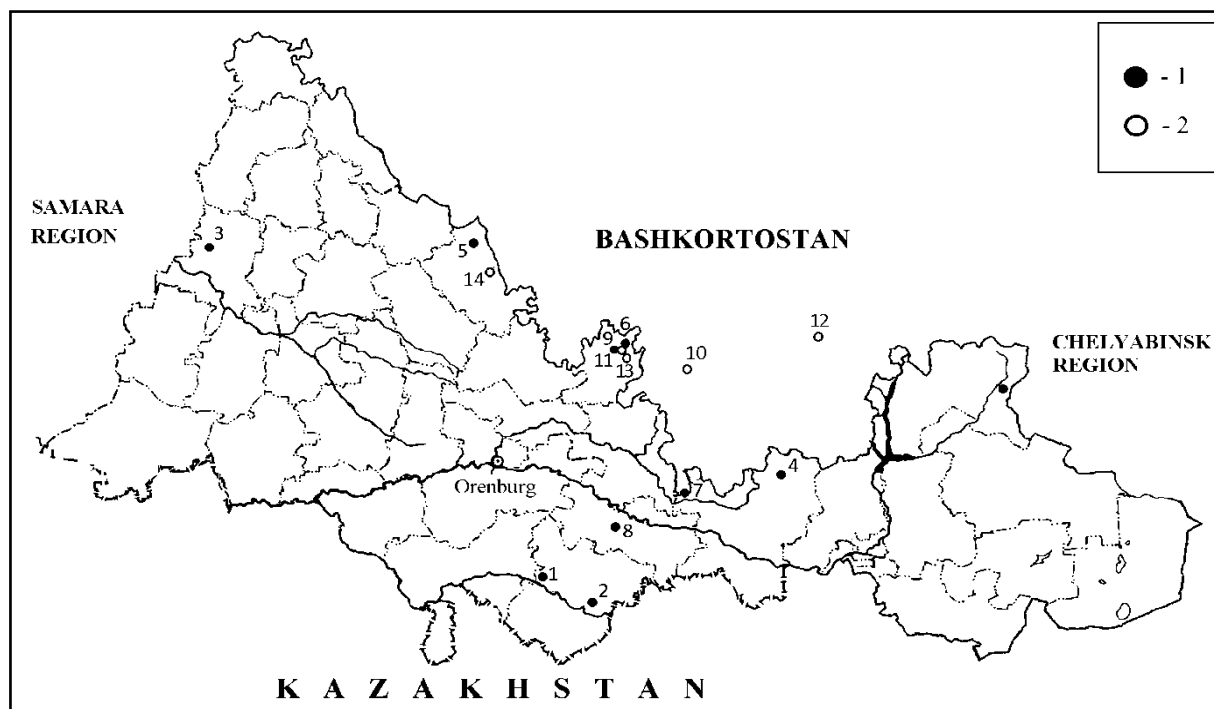 - 1
- 2
SAMARA
REGION
3
5
14
BASHKORTOSTAN
6
9
11
13
10
12
CHELYABINSK
REGION
Orenburg
7
4
8
1
2
KAZAKHSTAN